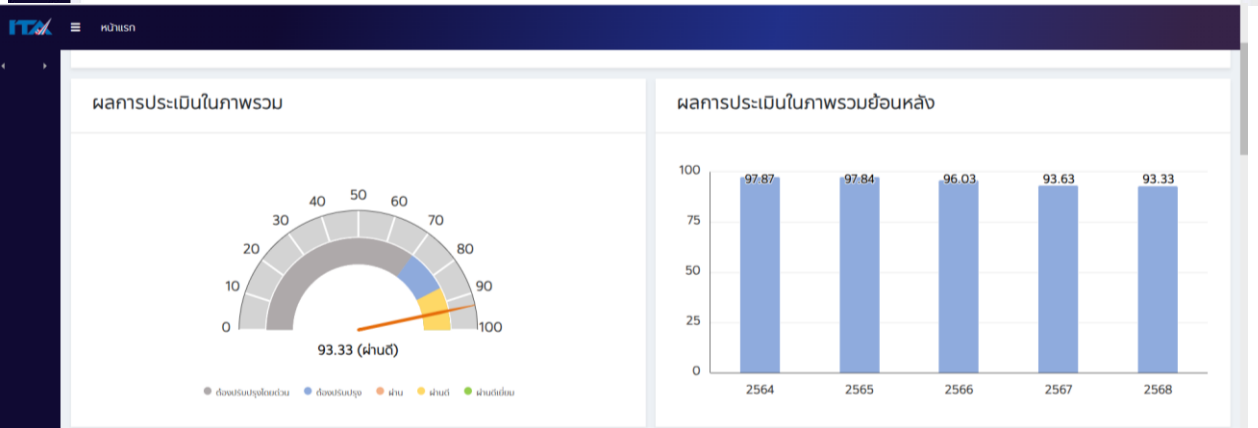 ITA
หน้าแรก
ผลการประเมินในภาพรวม
0
10
20
30
40
50
60
70
80
90
100
93.33 (ผ่านดี)
ต้องปรับปรุงโดยด่วน ต้องปรับปรุง ผ่าน ผ่านดี ผ่านดีเยี่ยม
ผลการประเมินในภาพรวมย้อนหลัง
100
75
50
25
0
97.87 97.84 96.03 93.63 93.33
2564 2565 2566 2567 2568